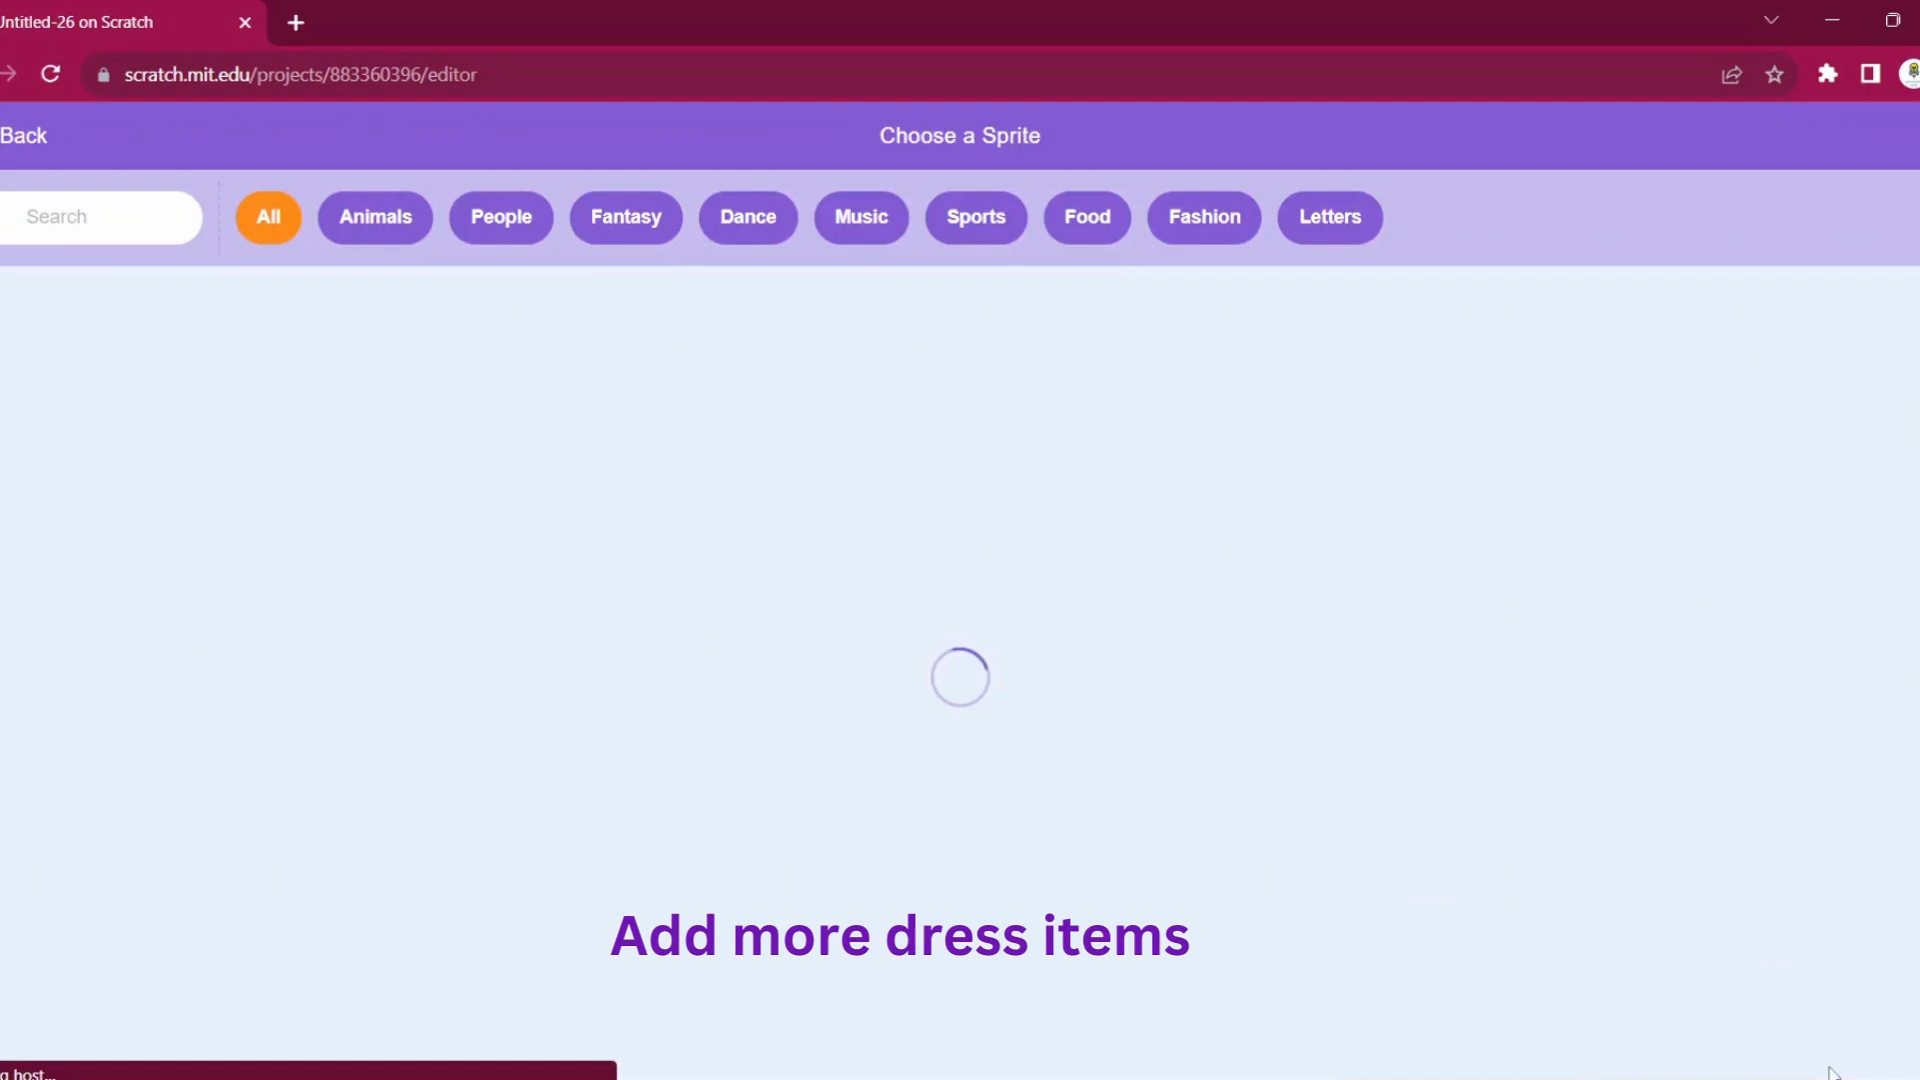 Untitled-26 on Scratch
scratch.mit.edu/projects/883360396/editor
Back
Choose a Sprite
Search
All
Animals
People
Fantasy
Dance
Music
Sports
Food
Fashion
Letters
Add more dress items
g host...